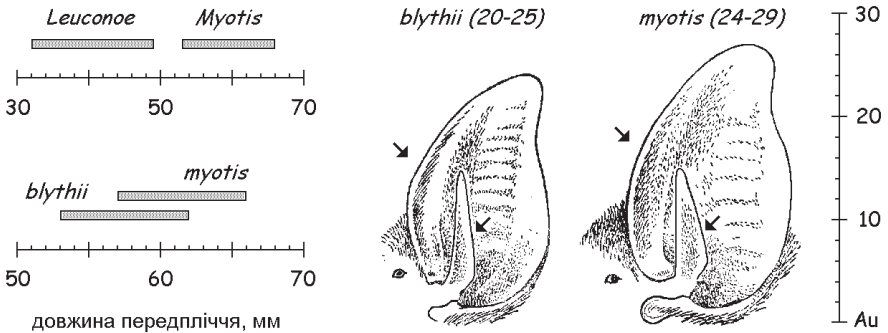 Leuconoe Myotis
30 50 70
blythii myotis
50 60 70
довжина передпліччя, мм
blythii (20-25) myotis (24-29)
30
20
10
Au